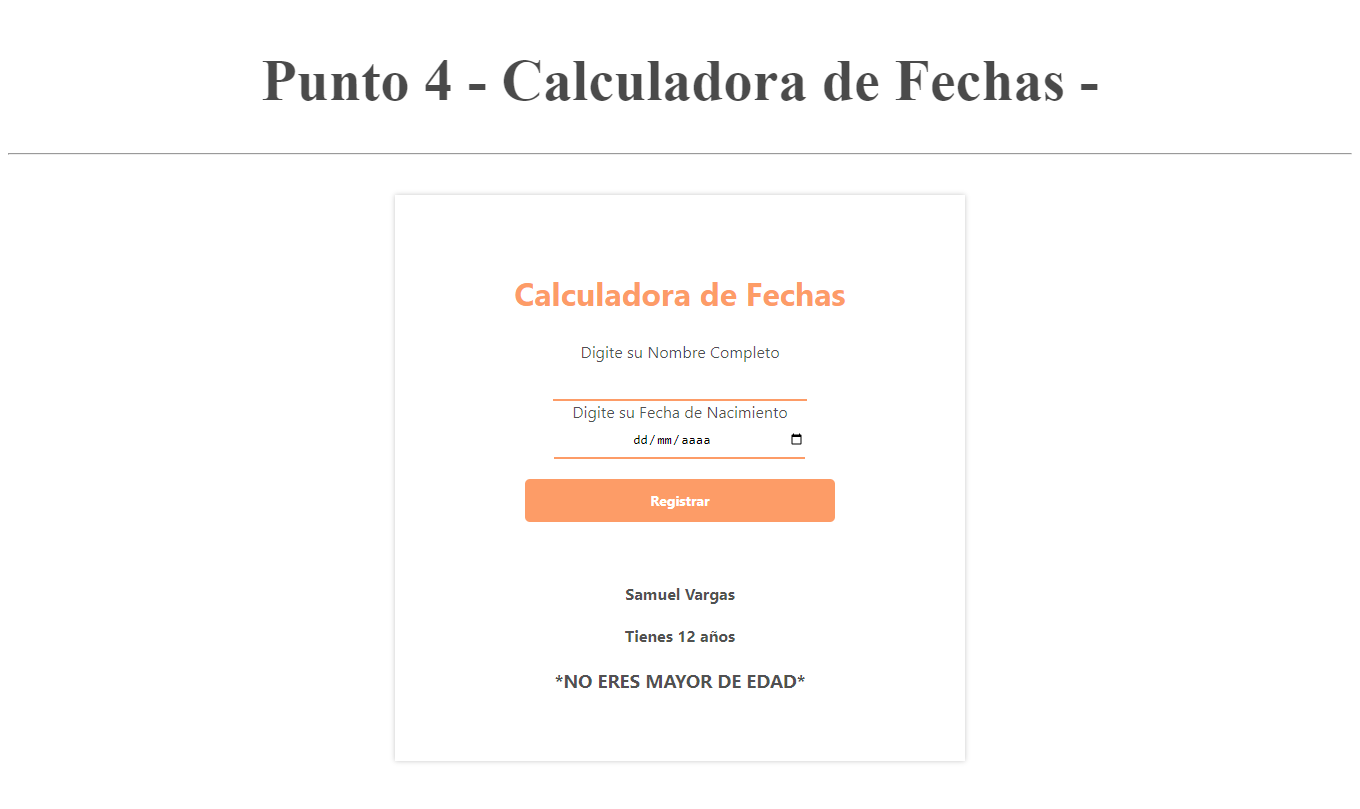 Punto 4 - Calculadora de Fechas -
Calculadora de Fechas
Digite su Nombre Completo
Digite su Fecha de Nacimiento
dd/mm/aaaa
Registrar
Samuel Vargas
Tienes 12 años
*NO ERES MAYOR DE EDAD*